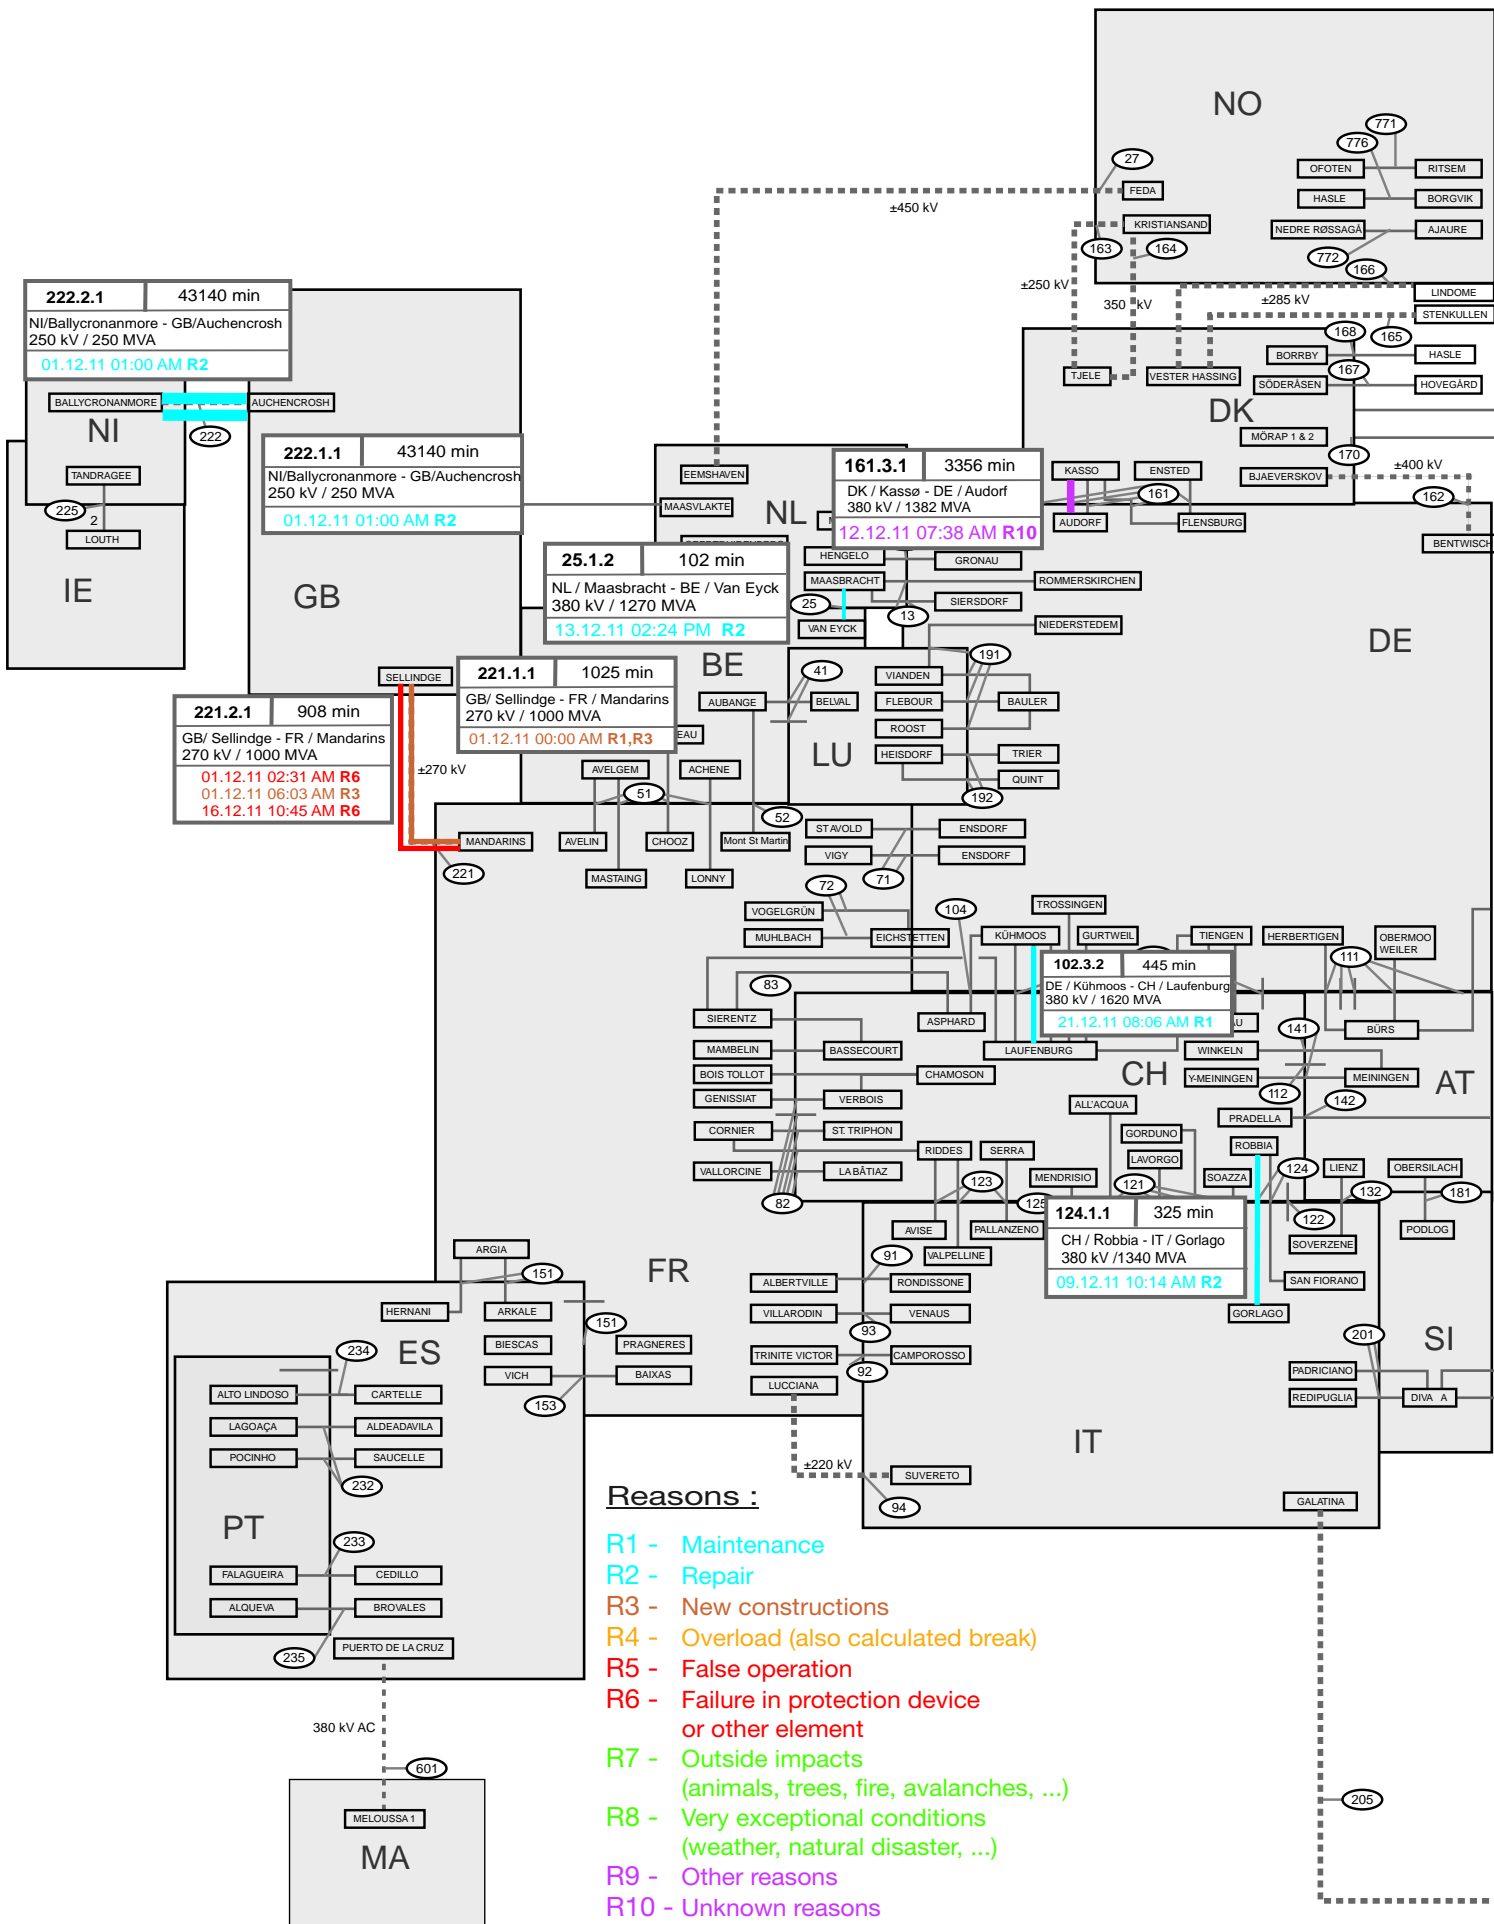 NO
771
776
27
OFOTEN
RITSEM
FEDA
HASLE
BORGVIK
±450 kV
KRISTIANSAND
NEDRE RØSSAGÅ
AJAURE
163
164
772
166
±250 kV
350 kV
±285 kV
LINDOME
STENKULLEN
222.2.1
43140 min
NI/Ballycronanmore - GB/Auchencrosh
250 kV / 250 MVA
01.12.11 01:00 AM R2
168
165
BORRBY
HASLE
TJELE
VESTER HASSING
167
SÖDERÅSEN
HOVEGÅRD
BALLYCRONANMORE
AUCHENCROSH
DK
NI
222
MÖRAP 1 & 2
222.1.1
43140 min
NI/Ballycronanmore - GB/Auchencrosh
250 kV / 250 MVA
01.12.11 01:00 AM R2
161.3.1
3356 min
DK / Kassø - DE / Audorf
380 kV / 1382 MVA
12.12.11 07:38 AM R10
170
TANDRAGEE
EEMSHAVEN
KASSO
ENSTED
BJAEVERSKOV
±400 kV
161
162
225
2
MAASVLAKTE
NL
AUDORF
FLENSBURG
LOUTH
BENTWISCH
25.1.2
102 min
NL / Maasbracht - BE / Van Eyck
380 kV / 1270 MVA
13.12.11 02:24 PM R2
HENGELO
GRONAU
IE
GB
MAASBRACHT
ROMMERSKIRCHEN
25
SIERSDORF
13
VAN EYCK
NIEDERSTEDEM
DE
BE
191
SELLINDGE
41
221.1.1
1025 min
GB/ Sellindge - FR / Mandarins
270 kV / 1000 MVA
01.12.11 00:00 AM R1,R3
VIANDEN
AUBANGE
BELVAL
FLEBOUR
BAULER
221.2.1
908 min
GB/ Sellindge - FR / Mandarins
270 kV / 1000 MVA
01.12.11 02:31 AM R6
01.12.11 06:03 AM R3
16.12.11 10:45 AM R6
EAU
ROOST
LU
HEISDORF
TRIER
±270 kV
AVELGEM
ACHENE
QUINT
51
192
52
MANDARINS
AVELIN
CHOOZ
Mont St Martin
ST AVOLD
ENSDORF
VIGY
ENSDORF
221
MASTAING
LONNY
72
71
VOGELGRÜN
104
TROSSINGEN
MUHLBACH
EICHSTETTEN
KÜHMOOS
GURTWEIL
TIENGEN
HERBERTIGEN
OBERMOO
WEILER
102.3.2
445 min
DE / Kühmoos - CH / Laufenburg
380 kV / 1620 MVA
21.12.11 08:06 AM R1
111
83
SIERENTZ
ASPHARD
AU
141
BÜRS
MAMBELIN
BASSECOURT
LAUFENBURG
WINKELN
BOIS TOLLOT
CHAMOSON
CH
Y-MEININGEN
MEININGEN
AT
GENISSIAT
VERBOIS
112
142
ALL'ACQUA
PRADELLA
CORNIER
ST. TRIPHON
GORDUNO
RIDDES
SERRA
ROBBIA
VALLORCINE
LA BÂTIAZ
LAVORGO
124
LIENZ
OBERSILACH
MENDRISIO
SOAZZA
123
121
132
181
82
125
124.1.1
325 min
CH / Robbia - IT / Gorlago
380 kV /1340 MVA
09.12.11 10:14 AM R2
122
AVISE
PALLANZENO
PODLOG
SOVERZENE
VALPELLINE
ARGIA
FR
91
151
ALBERTVILLE
RONDISSONE
SAN FIORANO
HERNANI
ARKALE
VILLARODIN
VENAUS
GORLAGO
151
93
201
BIESCAS
PRAGNERES
SI
ES
234
TRINITE VICTOR
CAMPOROSSO
92
PADRICIANO
VICH
BAIXAS
LUCCIANA
ALTO LINDOSO
CARTELLE
REDIPUGLIA
DIVA A
153
LAGOAÇA
ALDEADAVILA
IT
POCINHO
SAUCELLE
±220 kV
SUVERETO
232
94
GALATINA
PT
233
FALAGUEIRA
CEDILLO
ALQUEVA
BROVALES
PUERTO DE LA CRUZ
235
380 kV AC
601
MELOUSSA 1
MA
205
Reasons :
R1 - Maintenance
R2 - Repair
R3 - New constructions
R4 - Overload (also calculated break)
R5 - False operation
R6 - Failure in protection device
or other element
R7 - Outside impacts
(animals, trees, fire, avalanches, ...)
R8 - Very exceptional conditions
(weather, natural disaster, ...)
R9 - Other reasons
R10 - Unknown reasons